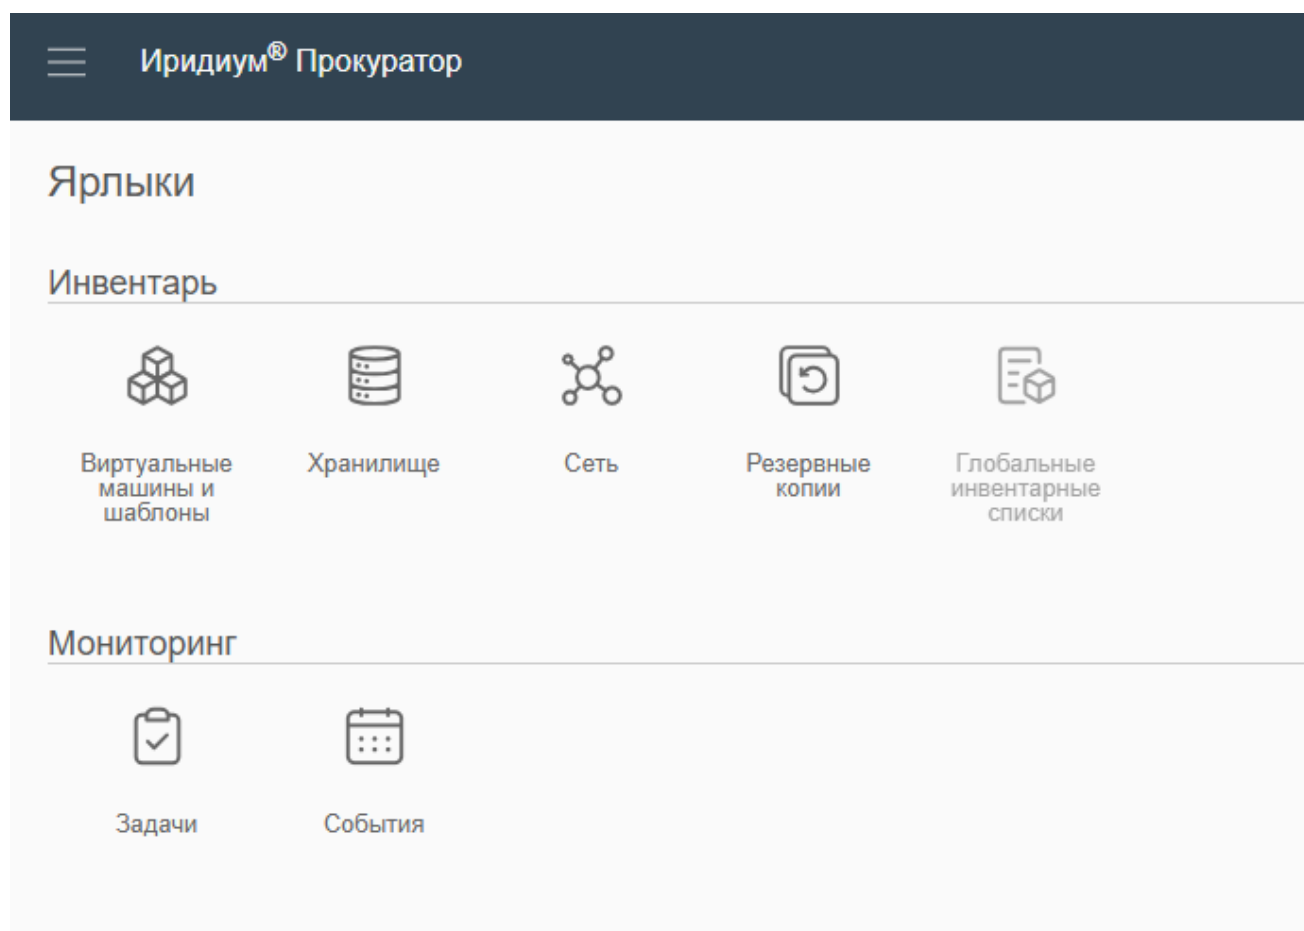 Иридиум® Прокуратор
Ярлыки
Инвентарь
Виртуальные
машины и
шаблоны
Хранилище
Сеть
Резервные
копии
Глобальные
инвентарные
списки
Мониторинг
Задачи
События